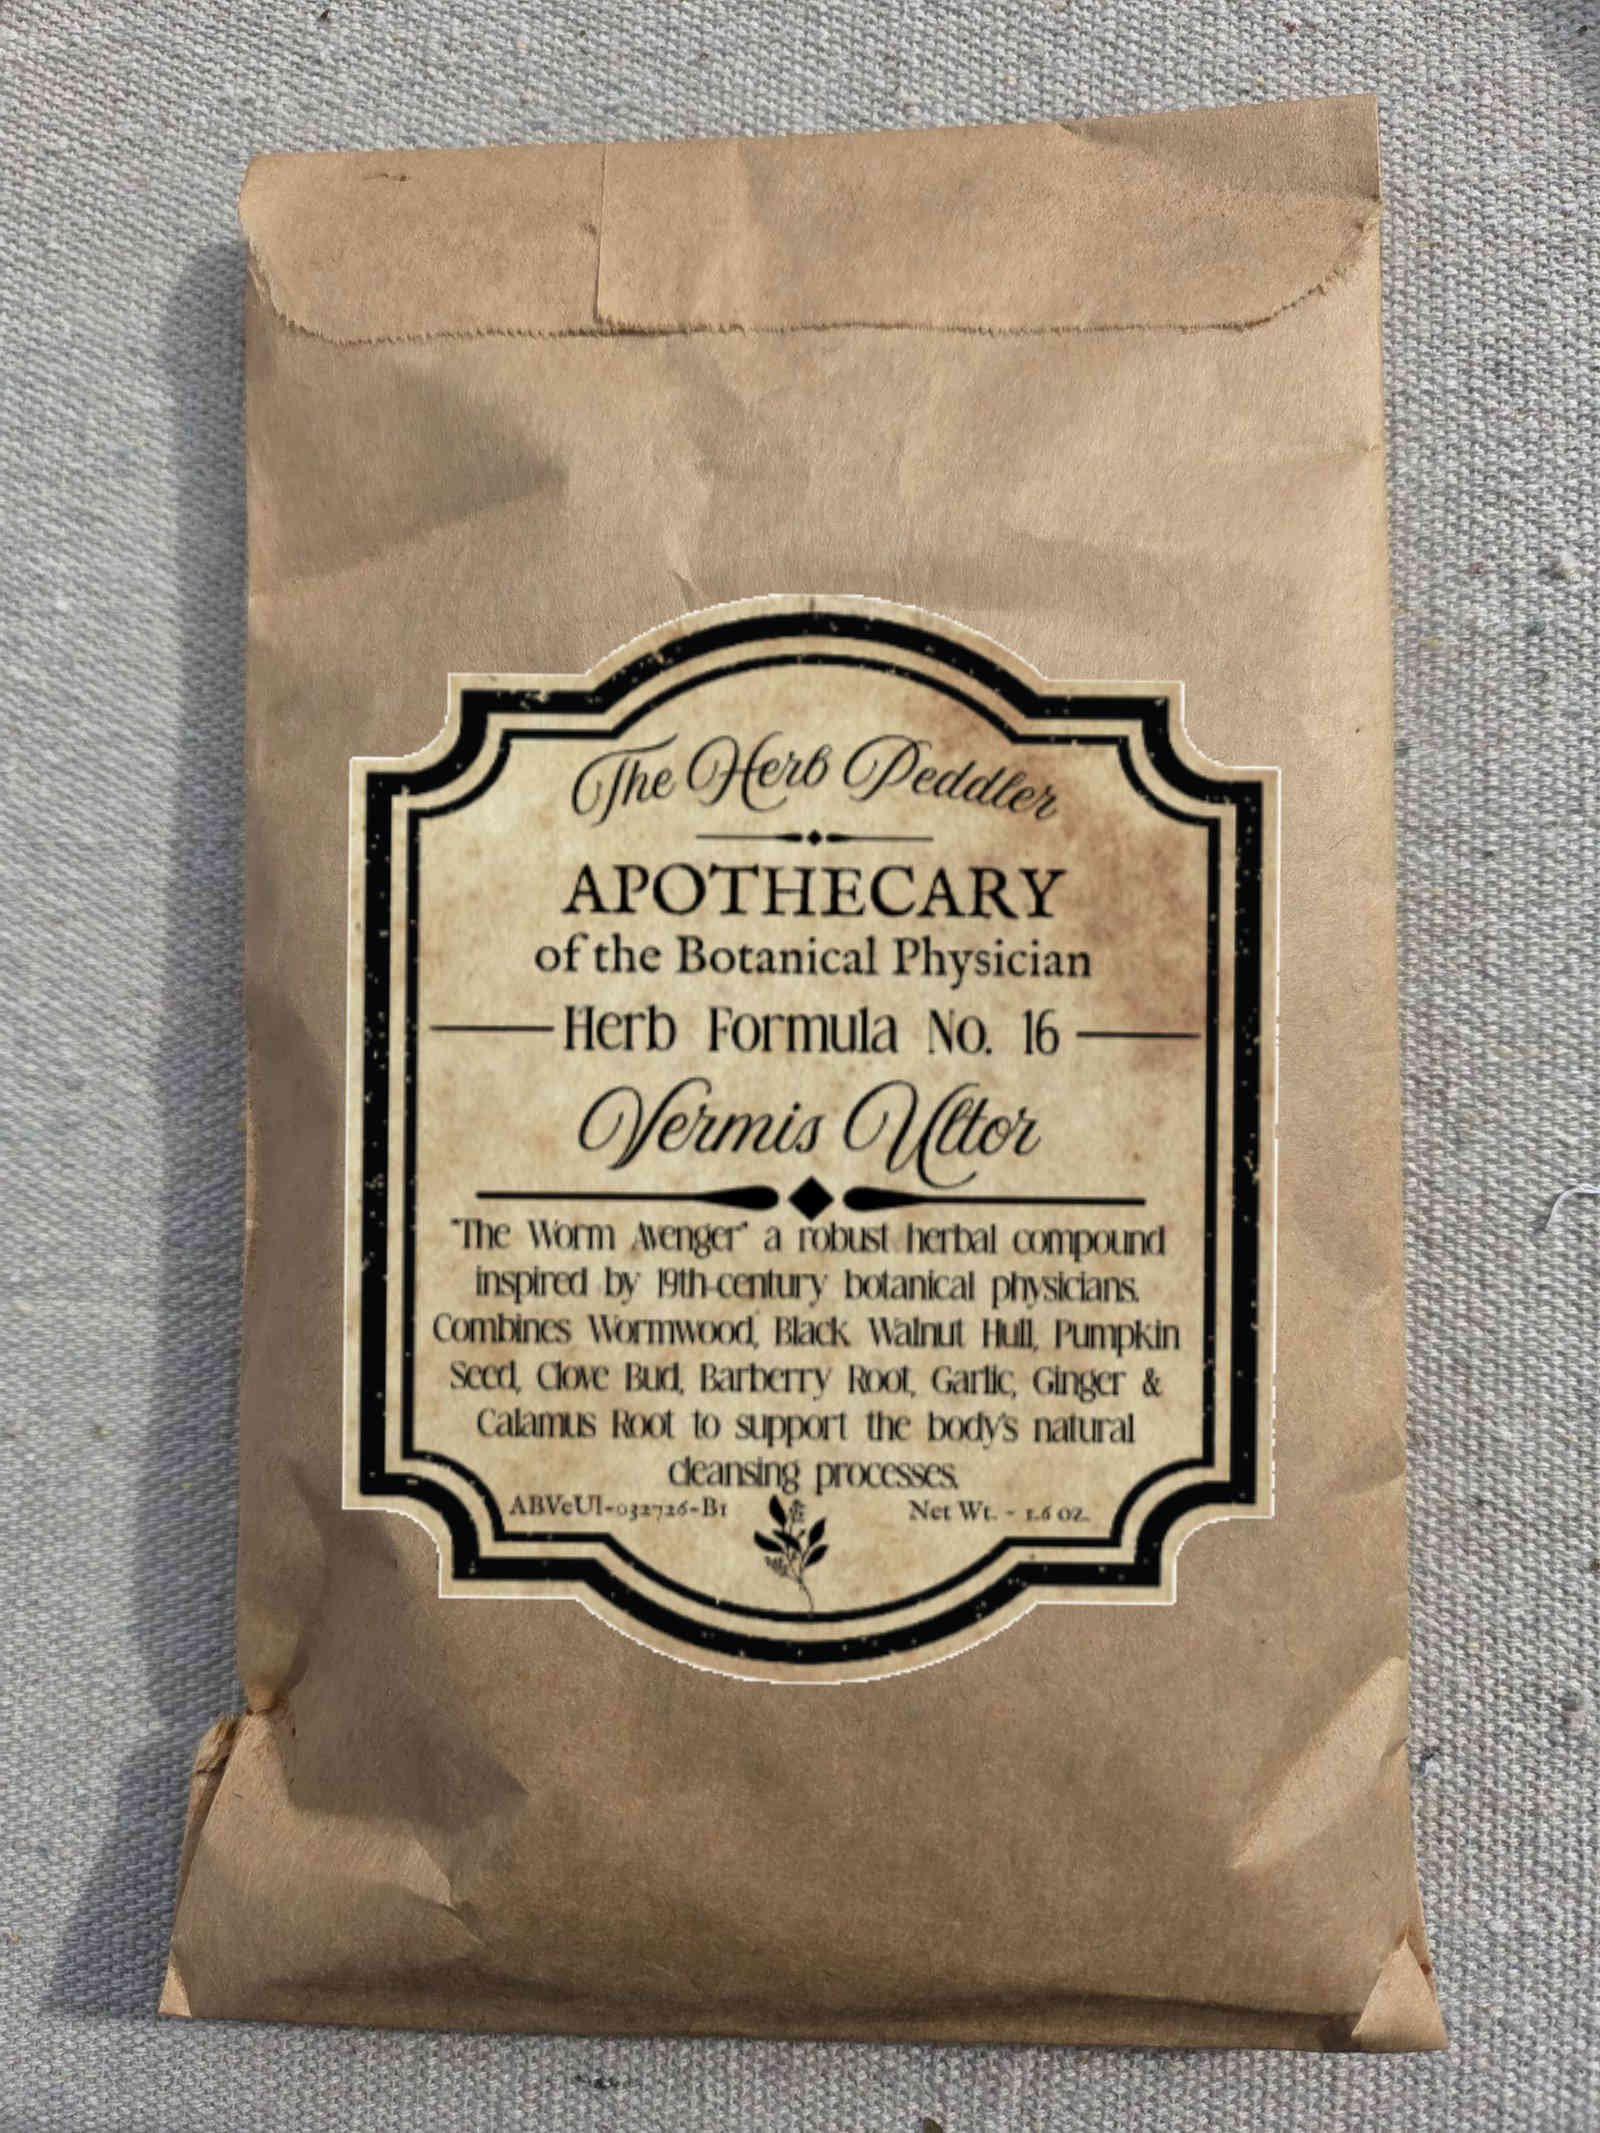 The Herb Peddler
APOTHECARY
of the Botanical Physician
Herb Formula No. 16
Vermis Ultor
"The Worm Avenger" a robust herbal compound
inspired by 19th-century botanical physicians.
Combines Wormwood, Black Walnut Hull, Pumpkin
Seed, Clove Bud, Barberry Root, Garlic, Ginger &
Calamus Root to support the body's natural
cleansing processes.
ABVeUl-032726-B1
Net Wt. - 1.6 oz.